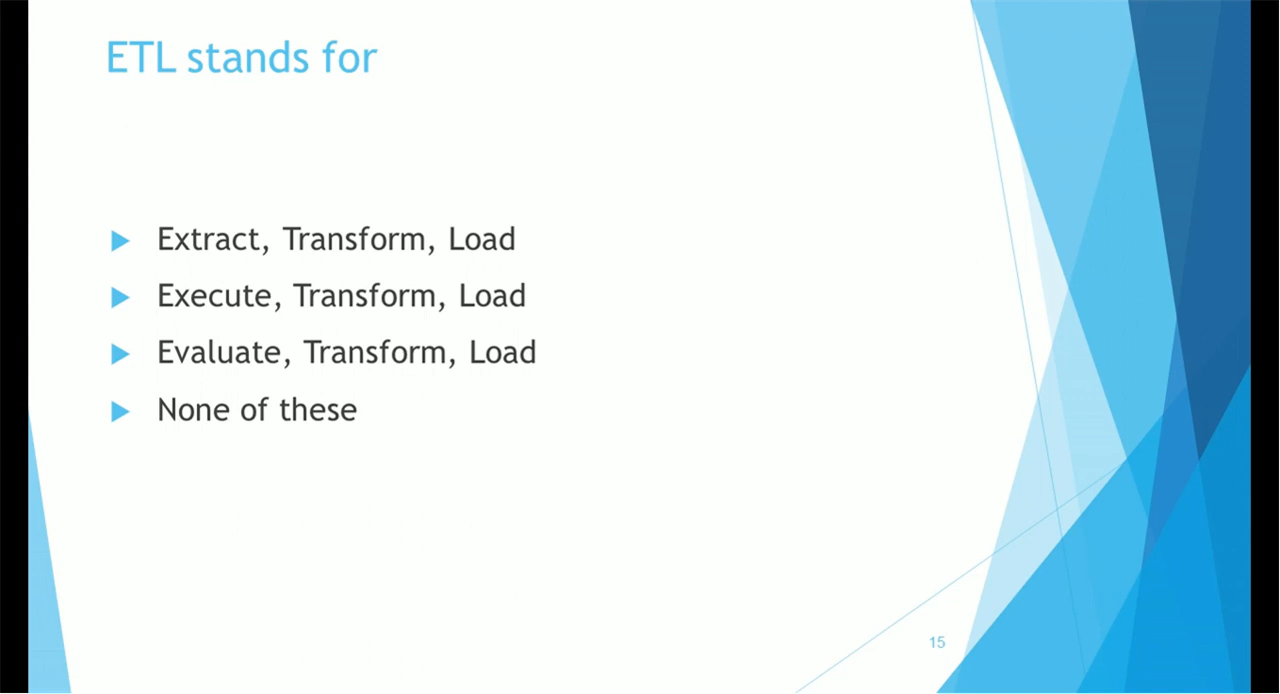 ETL stands for
Extract, Transform, Load
Execute, Transform, Load
Evaluate, Transform, Load
None of these
15